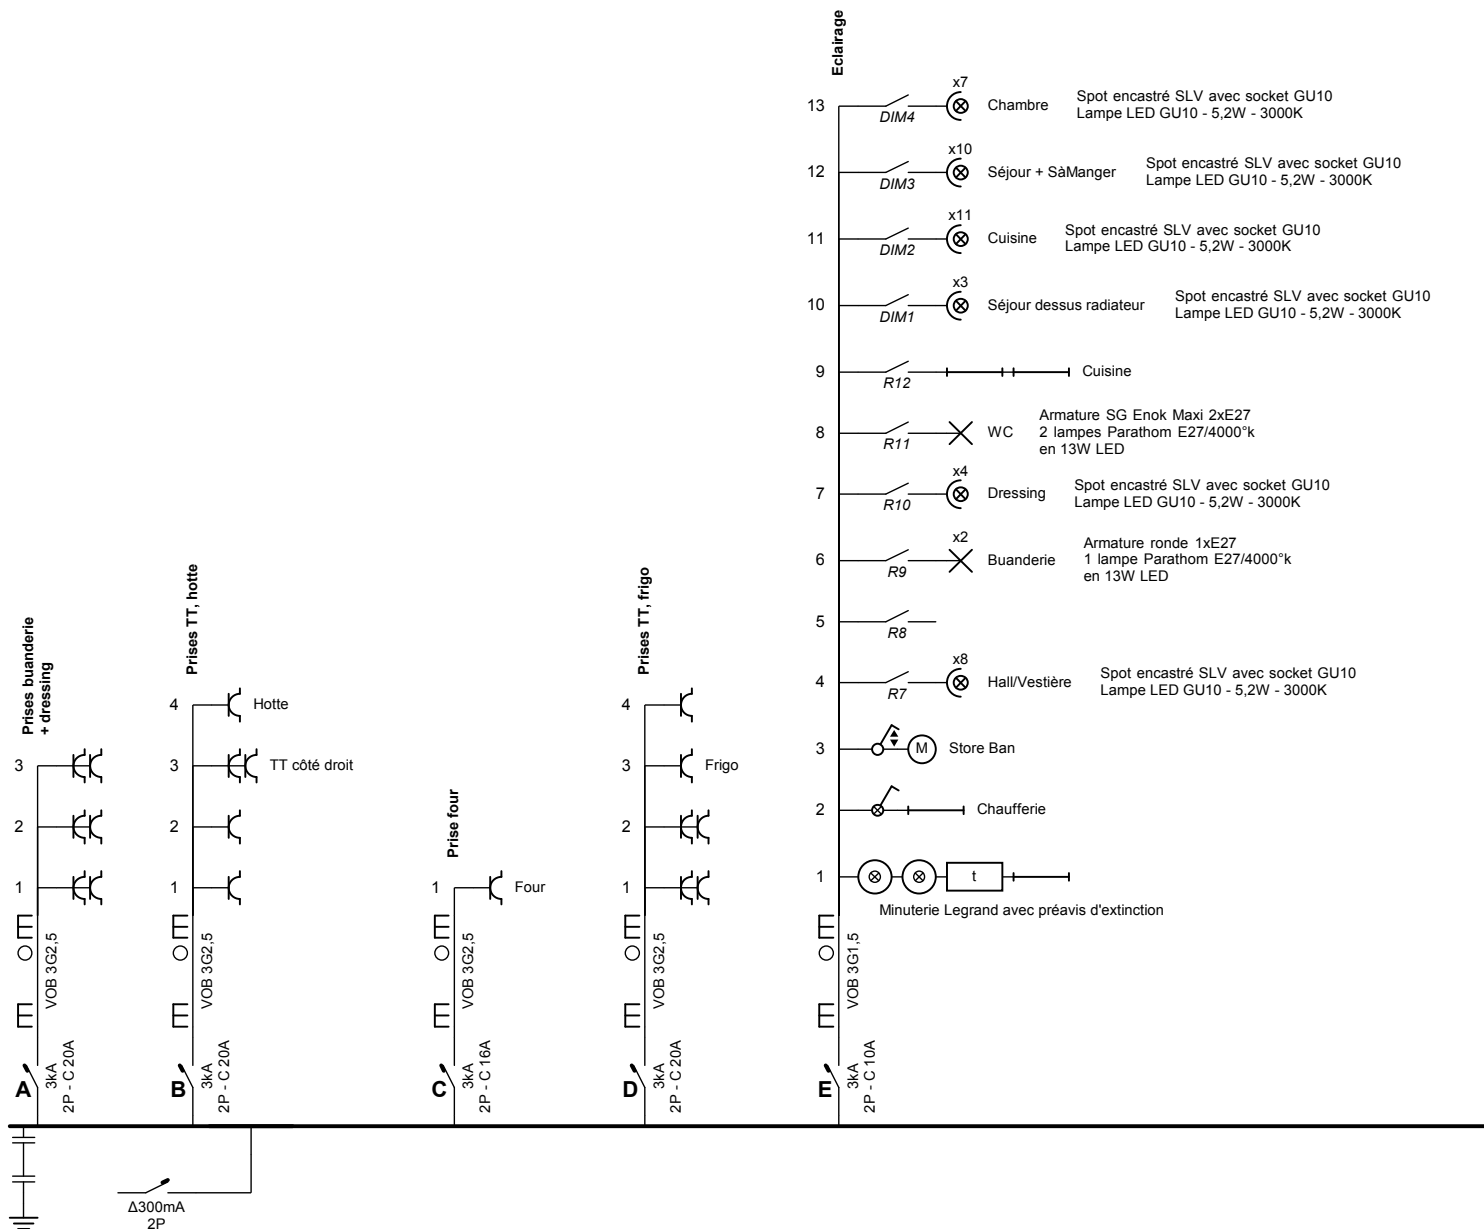 Eclairage
13
DIM4
x7
Chambre
Spot encastré SLV avec socket GU10
Lampe LED GU10 - 5,2W - 3000K
12
DIM3
x10
Séjour + SàManger
Spot encastré SLV avec socket GU10
Lampe LED GU10 - 5,2W - 3000K
11
DIM2
x11
Cuisine
Spot encastré SLV avec socket GU10
Lampe LED GU10 - 5,2W - 3000K
10
DIM1
x3
Séjour dessus radiateur
Spot encastré SLV avec socket GU10
Lampe LED GU10 - 5,2W - 3000K
9
R12
Cuisine
8
R11
WC
Armature SG Enok Maxi 2xE27
2 lampes Parathom E27/4000°k
en 13W LED
7
R10
x4
Dressing
Spot encastré SLV avec socket GU10
Lampe LED GU10 - 5,2W - 3000K
6
R9
x2
Buanderie
Armature ronde 1xE27
1 lampe Parathom E27/4000°k
en 13W LED
5
R8
4
R7
x8
Hall/Vestière
Spot encastré SLV avec socket GU10
Lampe LED GU10 - 5,2W - 3000K
3
M
Store Ban
2
Chaufferie
1
t
Minuterie Legrand avec préavis d'extinction
VOB 3G1,5
E
3kA
2P - C 10A
Prises buanderie
+ dressing
3
2
1
VOB 3G2,5
A
3kA
2P - C 20A
Prises TT, hotte
4
Hotte
3
TT côté droit
2
1
VOB 3G2,5
B
3kA
2P - C 20A
Prise four
1
Four
VOB 3G2,5
C
3kA
2P - C 16A
Prises TT, frigo
4
3
Frigo
2
1
VOB 3G2,5
D
3kA
2P - C 20A
Δ300mA
2P